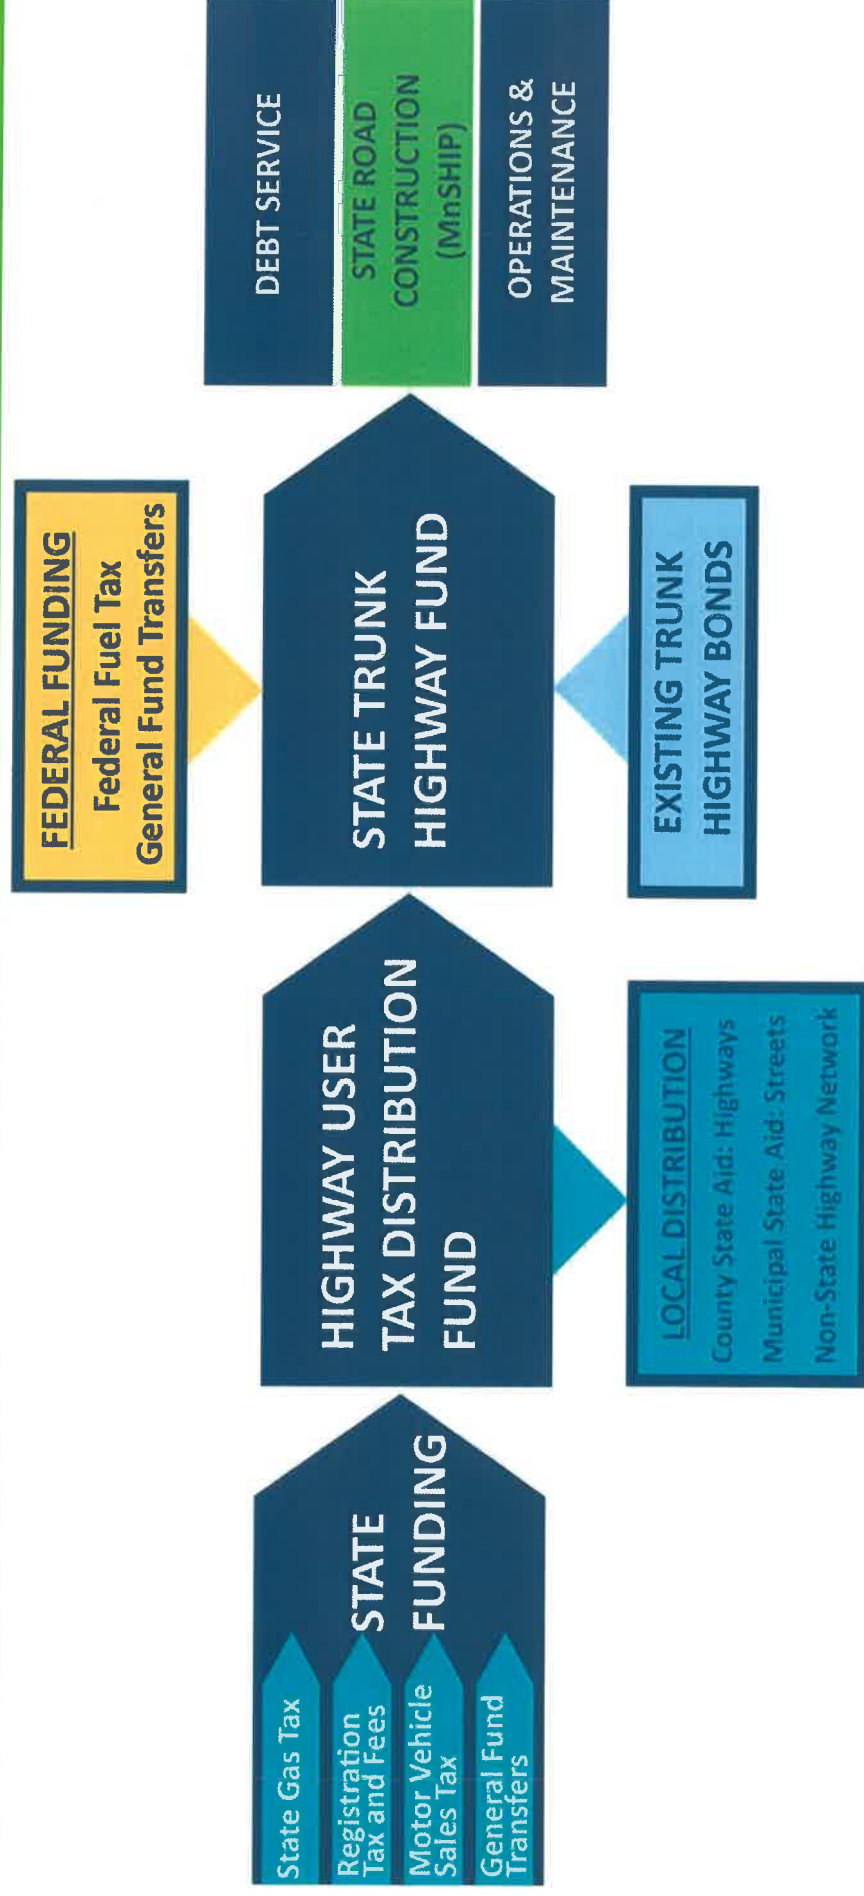 State Gas Tax
Registration
Tax and Fees
Motor Vehicle
Sales Tax
General Fund
Transfers
STATE
FUNDING
HIGHWAY USER
TAX DISTRIBUTION
FUND
LOCAL DISTRIBUTION
County State Aid: Highways
Municipal State Aid: Streets
Non-State Highway Network
FEDERAL FUNDING
Federal Fuel Tax
General Fund Transfers
STATE TRUNK
HIGHWAY FUND
EXISTING TRUNK
HIGHWAY BONDS
DEBT SERVICE
STATE ROAD
CONSTRUCTION
(MnSHIP)
OPERATIONS &
MAINTENANCE